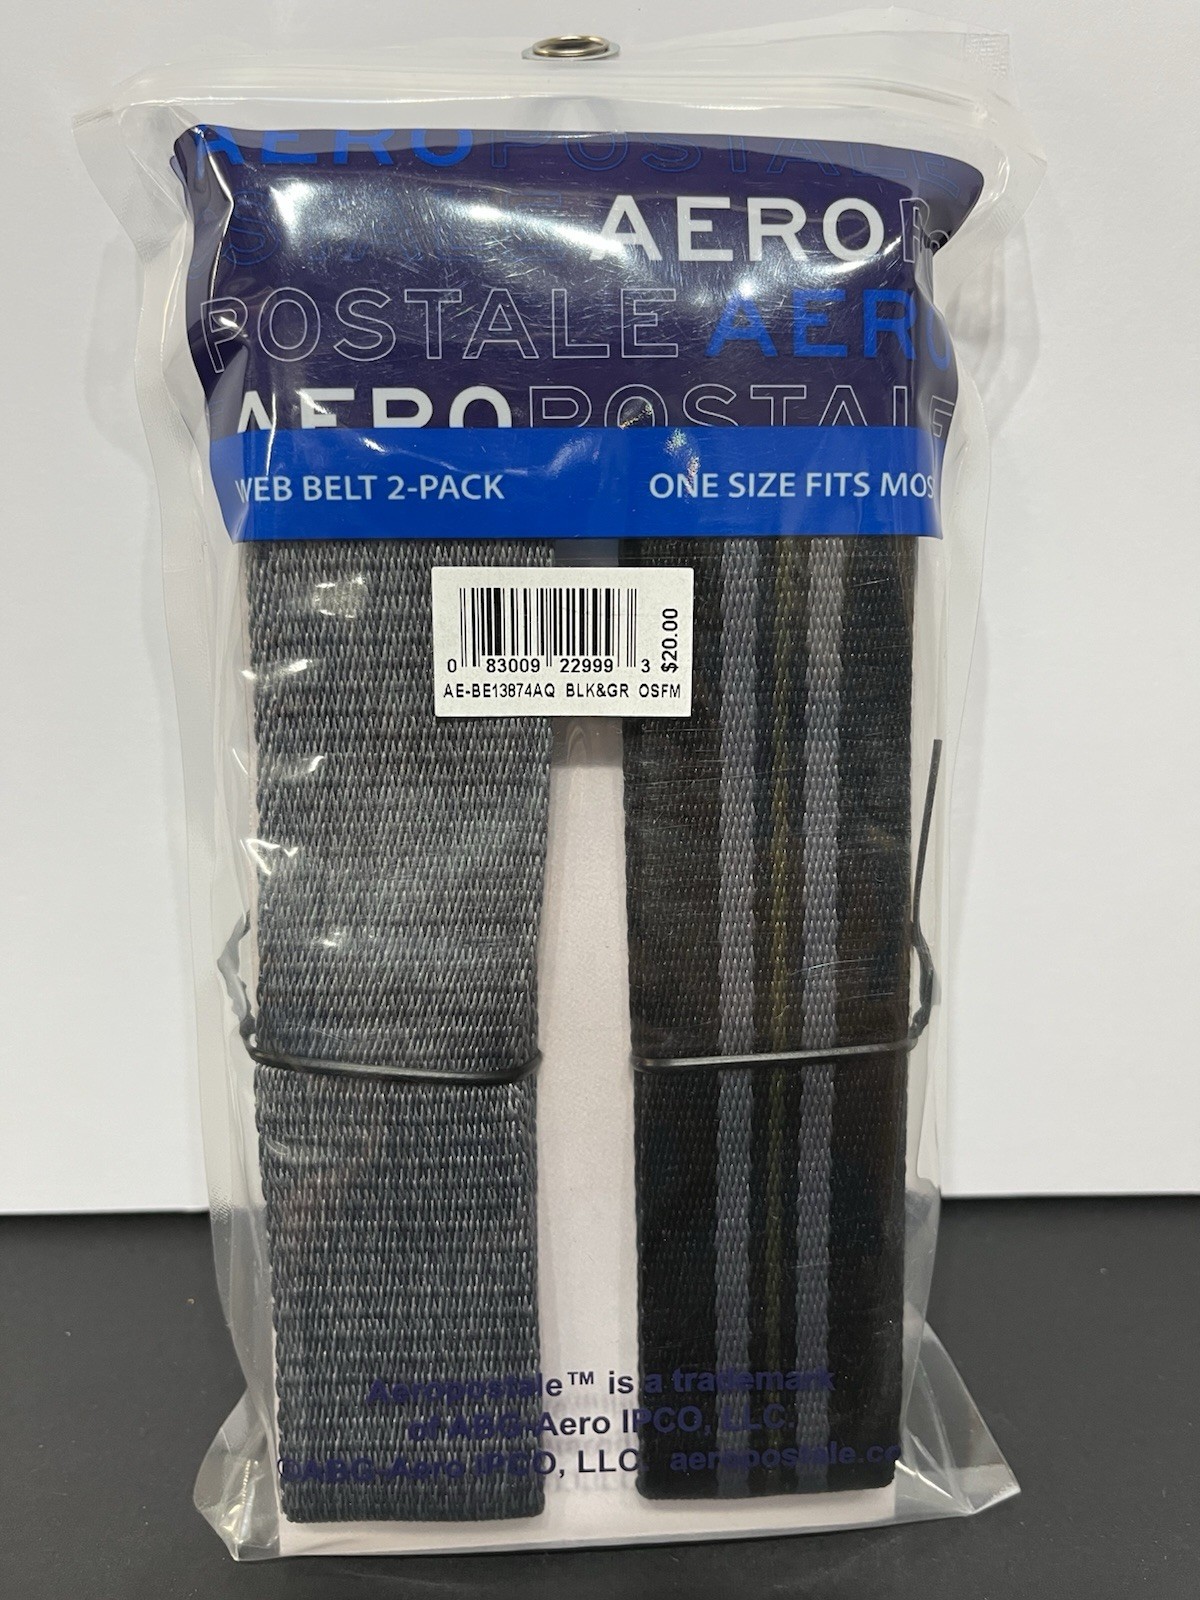 AEROPOSTALE
STALE AERO
POSTALE AERO
AEROPOSTALE
WEB BELT 2-PACK ONE SIZE FITS MOS
0 83009 22999 3 $20.00
AE-BE13874AQ BLK&GR OSFM
Aeropostale™ is a trademark
of ABG-Aero IPCO, LLC.
©ABG-Aero IPCO, LLC. aeropostale.co